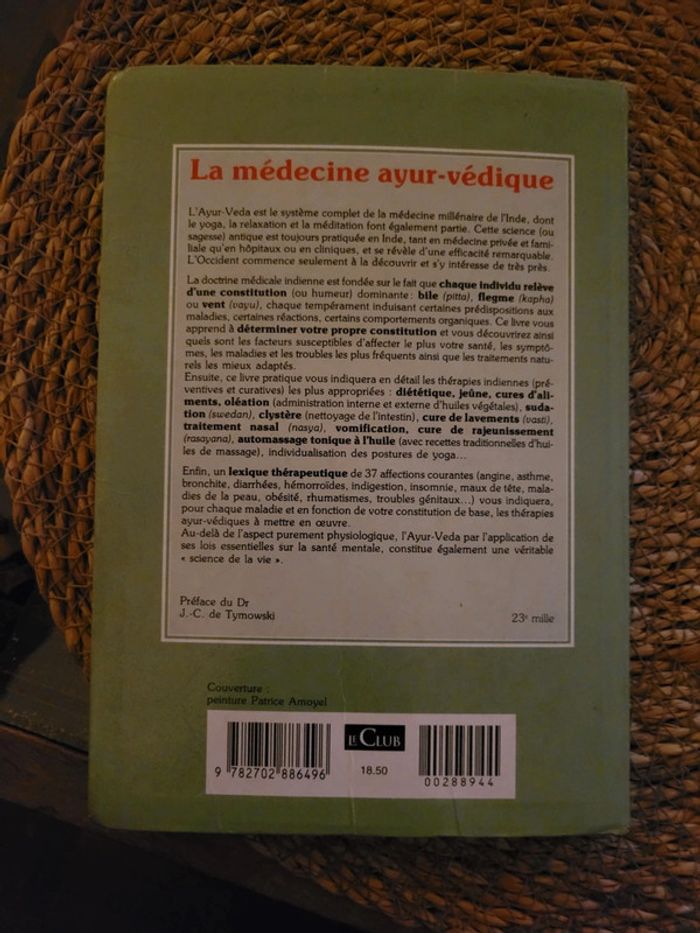 La médecine ayur-védique
L'Ayur-Veda est le système complet de la médecine millénaire de l'Inde, dont
le yoga, la relaxation et la méditation font également partie. Cette science (ou
sagesse) antique est toujours pratiquée en Inde, tant en médecine privée et fami-
liale qu'en hôpitaux ou en cliniques, et se révèle d'une efficacité remarquable.
L'Occident commence seulement à la découvrir et s'y intéresse de très près.
La doctrine médicale indienne est fondée sur le fait que chaque individu relève
d'une constitution (ou humeur) dominante : bile (pitta), flegme (kapha)
ou vent (vayu), chaque tempérament induisant certaines prédispositions aux
maladies, certaines réactions, certains comportements organiques. Ce livre vous
apprend à déterminer votre propre constitution et vous découvrirez ainsi
quels sont les facteurs susceptibles d'affecter le plus votre santé, les symptô-
mes, les maladies et les troubles les plus fréquents ainsi que les traitements natu-
rels les mieux adaptés.
Ensuite, ce livre pratique vous indiquera en détail les thérapies indiennes (pré-
ventives et curatives) les plus appropriées : diététique, jeûne, cures d'ali-
ments, oléation (administration interne et externe d'huiles végétales), suda-
tion (swedan), clystère (nettoyage de l'intestin), cure de lavements (vasti),
traitement nasal (nasya), vomification, cure de rajeunissement
(rasayana), automassage tonique à l'huile (avec recettes traditionnelles d'hui-
les de massage), individualisation des postures de yoga...
Enfin, un lexique thérapeutique de 37 affections courantes (angine, asthme,
bronchite, diarrhées, hémorroïdes, indigestion, insomnie, maux de tête, mala-
dies de la peau, obésité, rhumatismes, troubles génitaux...) vous indiquera,
pour chaque maladie et en fonction de votre constitution de base, les thérapies
ayur-védiques à mettre en œuvre.
Au-delà de l'aspect purement physiologique, l'Ayur-Veda par l'application de
ses lois essentielles sur la santé mentale, constitue également une véritable
« science de la vie ».
Préface du Dr
J.-C. de Tymowski
23e mille
Couverture :
peinture Patrice Amoyel
LE CLUB
18.50
9 782702 886496
00288944